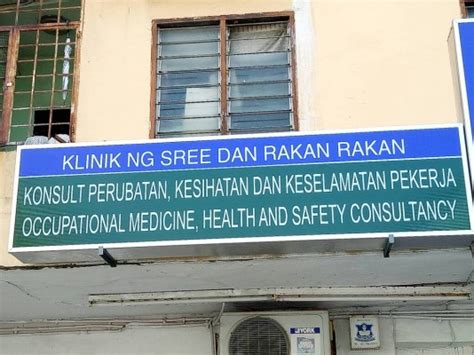 KLINIK NG SREE DAN RAKAN RAKAN
KONSULT PERUBATAN, KESIHATAN DAN KESELAMATAN PEKERJA
OCCUPATIONAL MEDICINE, HEALTH AND SAFETY CONSULTANCY
YORK